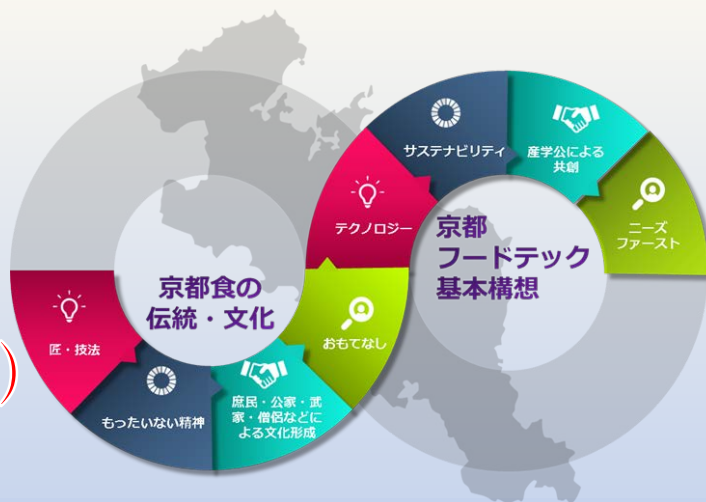 京都食の
伝統・文化
匠・技法
もったいない精神
庶民・公家・武
家・僧侶などに
よる文化形成
おもてなし
京都
フードテック
基本構想
テクノロジー
サステナビリティ
産学公による
共創
ニーズ
ファースト
)